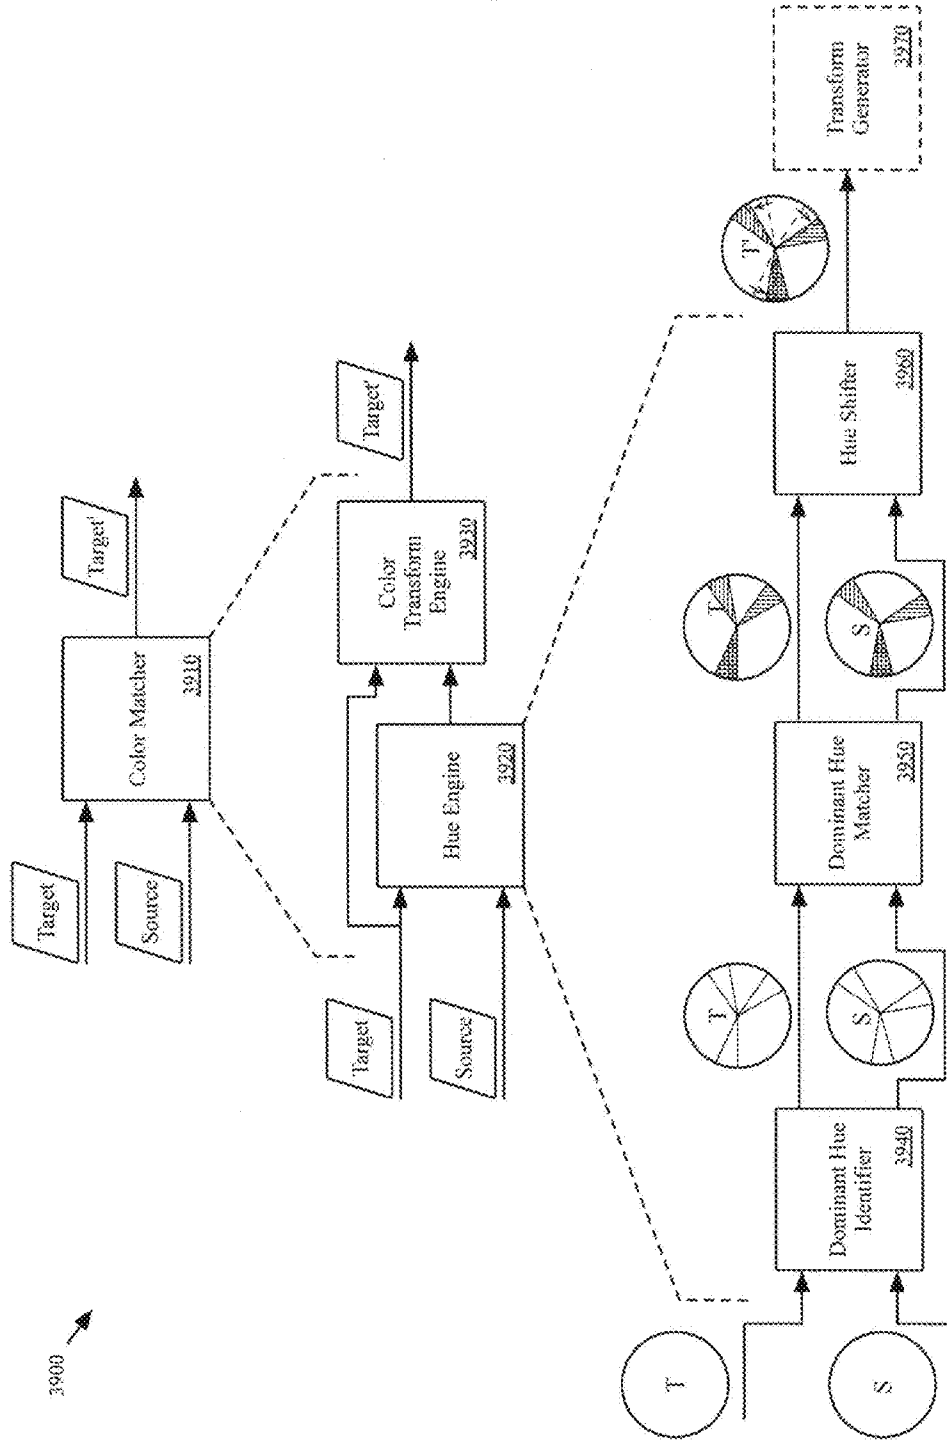 3900
Target
Source
Color Matcher
3910
Target'
Target
Source
Hue Engine
3920
Color
Transform
Engine
3930
Target'
T
S
Dominant Hue
Identifier
3940
T
S
Dominant Hue
Matcher
3950
T
S
Hue Shifter
3960
T'
Transform
Generator
3970